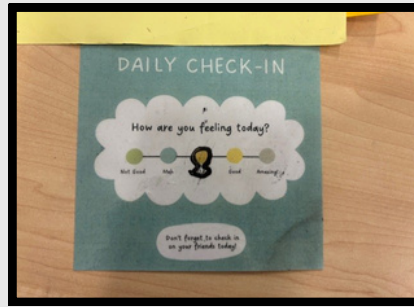 DAILY CHECK-IN
How are you feeling today?
Not Good Meh Good Amazing
Don't forget to check in
on your friends today!